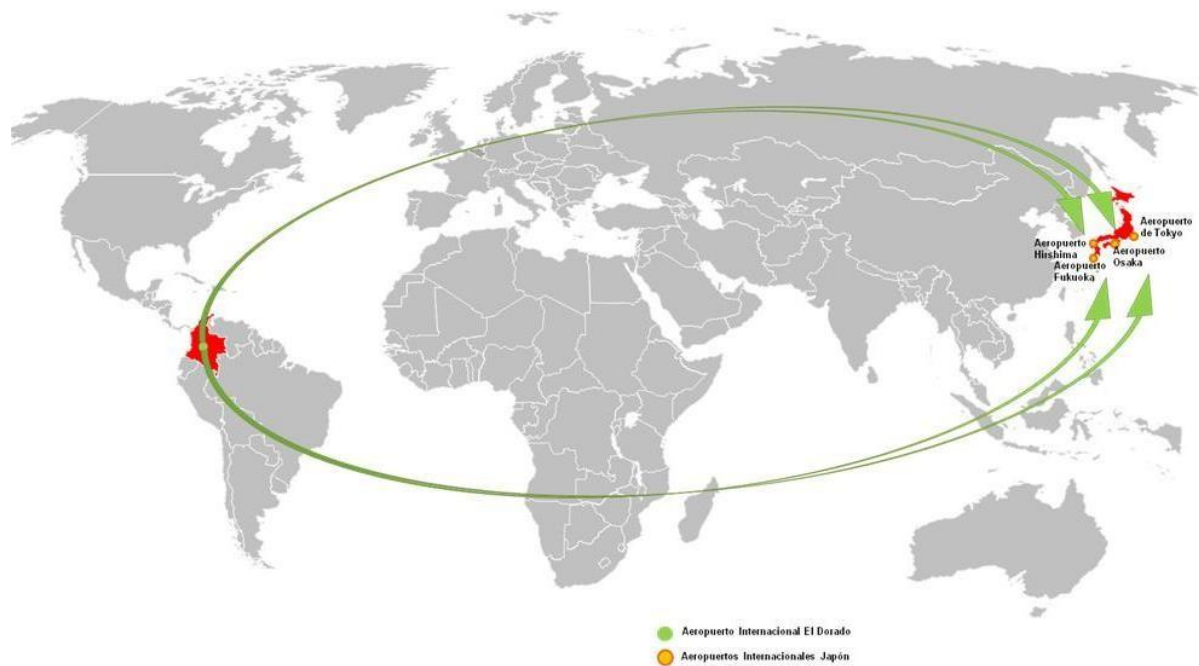 Aeropuerto
de Tokyo
Aeropuerto
Hirshima
Aeropuerto
Osaka
Aeropuerto
Fukuoka
Aeropuerto Internacional El Dorado
Aeropuertos Internacionales Japón